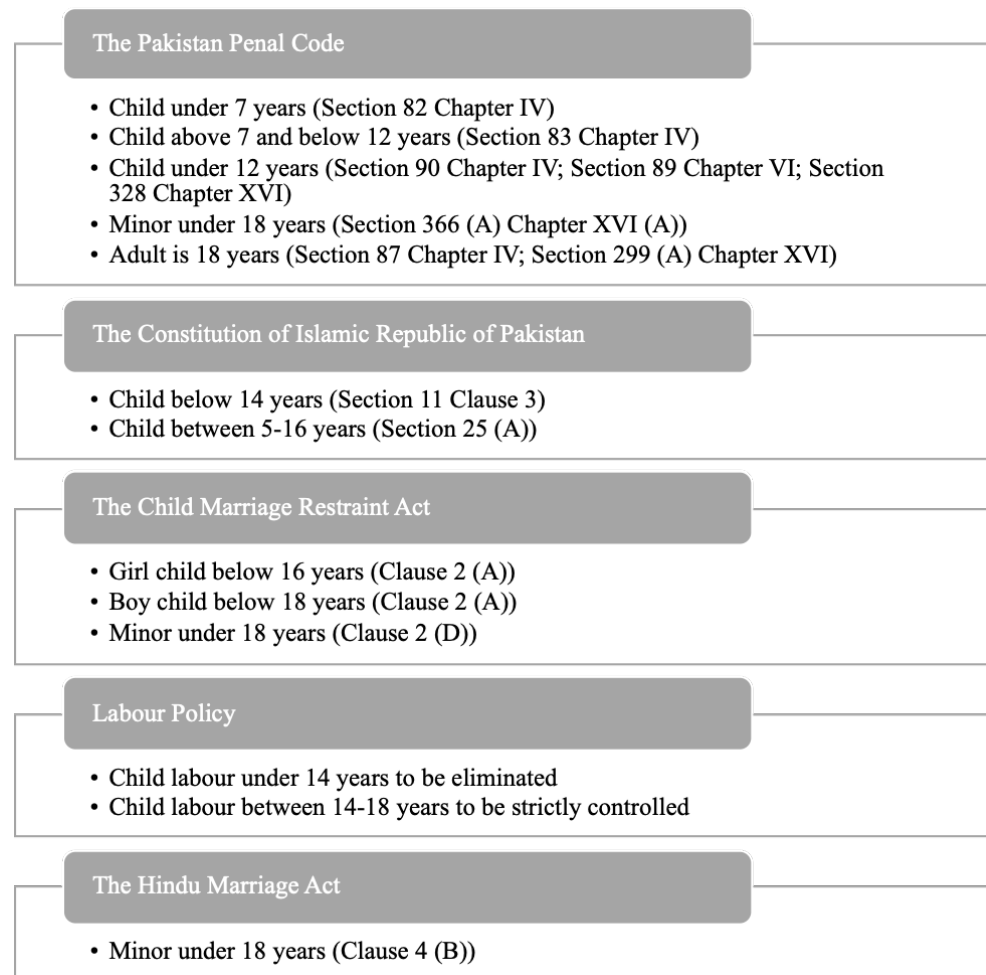 The Pakistan Penal Code
• Child under 7 years (Section 82 Chapter IV)
• Child above 7 and below 12 years (Section 83 Chapter IV)
• Child under 12 years (Section 90 Chapter IV; Section 89 Chapter VI; Section
328 Chapter XVI)
• Minor under 18 years (Section 366 (A) Chapter XVI (A))
• Adult is 18 years (Section 87 Chapter IV; Section 299 (A) Chapter XVI)
The Constitution of Islamic Republic of Pakistan
• Child below 14 years (Section 11 Clause 3)
• Child between 5-16 years (Section 25 (A))
The Child Marriage Restraint Act
• Girl child below 16 years (Clause 2 (A))
• Boy child below 18 years (Clause 2 (A))
• Minor under 18 years (Clause 2 (D))
Labour Policy
• Child labour under 14 years to be eliminated
• Child labour between 14-18 years to be strictly controlled
The Hindu Marriage Act
• Minor under 18 years (Clause 4 (B))